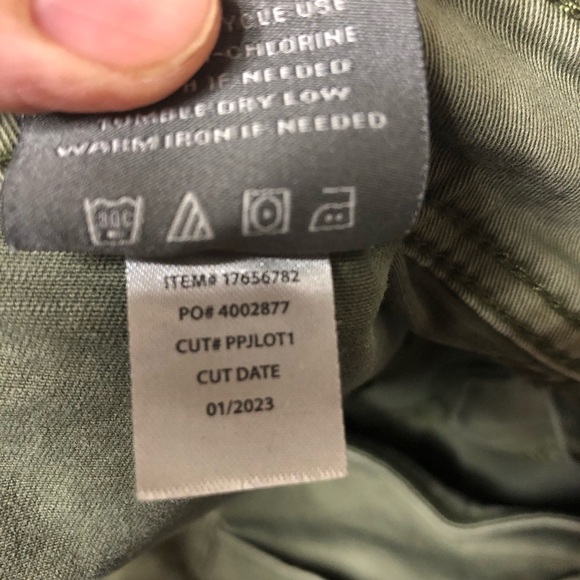 CYCLE USE
-CHLORINE
H IF NEEDED
TUMBLE DRY LOW
WARM IRON IF NEEDED
30C
ITEM# 17656782
PO# 4002877
CUT# PPJLOT1
CUT DATE
01/2023